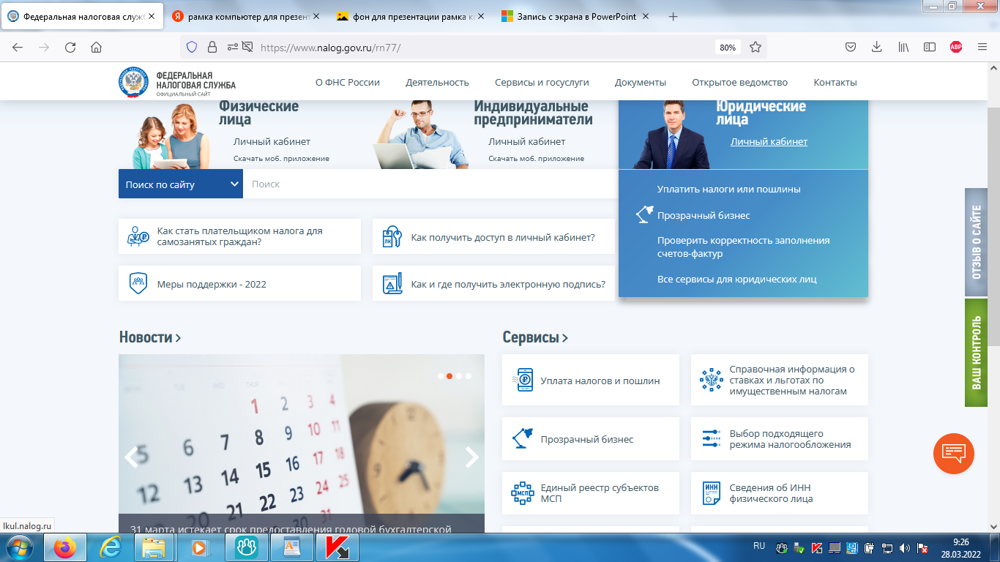 Федеральная налоговая служб
рамка компьютер для презент
фон для презентации рамка ко
Запись с экрана в PowerPoint
https://www.nalog.gov.ru/rn77/
80%
ABP
ФЕДЕРАЛЬНАЯ
НАЛОГОВАЯ СЛУЖБА
ОФИЦИАЛЬНЫЙ САЙТ
О ФНС России
Деятельность
Сервисы и госуслуги
Документы
Открытое ведомство
Контакты
Физические
лица
Личный кабинет
Скачать моб. приложение
Индивидуальные
предприниматели
Личный кабинет
Скачать моб. приложение
Юридические
лица
Личный кабинет
Поиск по сайту
Поиск
Уплатить налоги или пошлины
Прозрачный бизнес
Проверить корректность заполнения
счетов-фактур
Все сервисы для юридических лиц
Как стать плательщиком налога для
самозанятых граждан?
Как получить доступ в личный кабинет?
Меры поддержки - 2022
Как и где получить электронную подпись?
ОТЗЫВ О САЙТЕ
ВАШ КОНТРОЛЬ
Новости
THUR
1 2 3 4
5 6 7 8 9 10 11
12 13 14 15 16 17 18
20 21 22 23 24 25
31
31 марта истекает срок предоставления годовой бухгалтерской
Сервисы
Уплата налогов и пошлин
Справочная информация о
ставках и льготах по
имущественным налогам
Прозрачный бизнес
Выбор подходящего
режима налогообложения
МСП
Единый реестр субъектов
МСП
ИНН
Сведения об ИНН
физического лица
lkul.nalog.ru
RU
9:26
28.03.2022